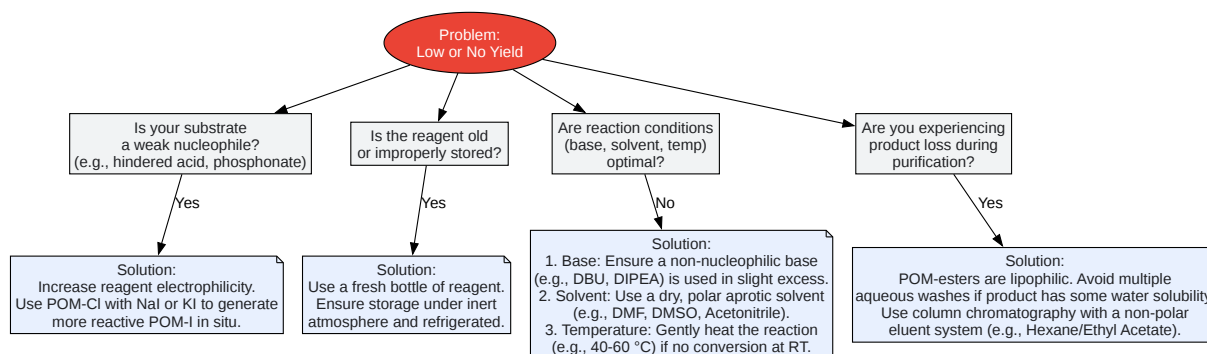 Problem:
Low or No Yield
Is your substrate
a weak nucleophile?
(e.g., hindered acid, phosphonate)
Is the reagent old
or improperly stored?
Are reaction conditions
(base, solvent, temp)
optimal?
Are you experiencing
product loss during
purification?
Yes
Yes
No
Yes
Solution:
Increase reagent electrophilicity.
Use POM-Cl with NaI or KI to generate
more reactive POM-I in situ.
Solution:
Use a fresh bottle of reagent.
Ensure storage under inert
atmosphere and refrigerated.
Solution:
1. Base: Ensure a non-nucleophilic base
(e.g., DBU, DIPEA) is used in slight excess.
2. Solvent: Use a dry, polar aprotic solvent
(e.g., DMF, DMSO, Acetonitrile).
3. Temperature: Gently heat the reaction
(e.g., 40-60 °C) if no conversion at RT.
Solution:
POM-esters are lipophilic. Avoid multiple
aqueous washes if product has some water solubility.
Use column chromatography with a non-polar
eluent system (e.g., Hexane/Ethyl Acetate).